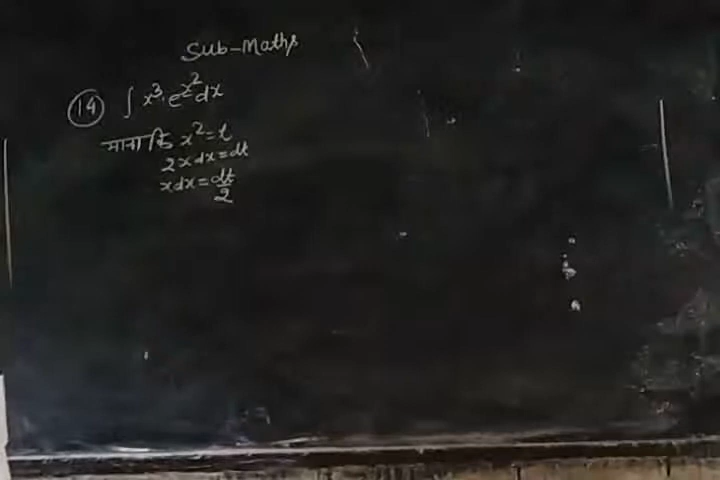 Sub-Maths
(14) ∫ x³·e^x² dx
माना कि x² = t
2x dx = dt
x dx = dt/2